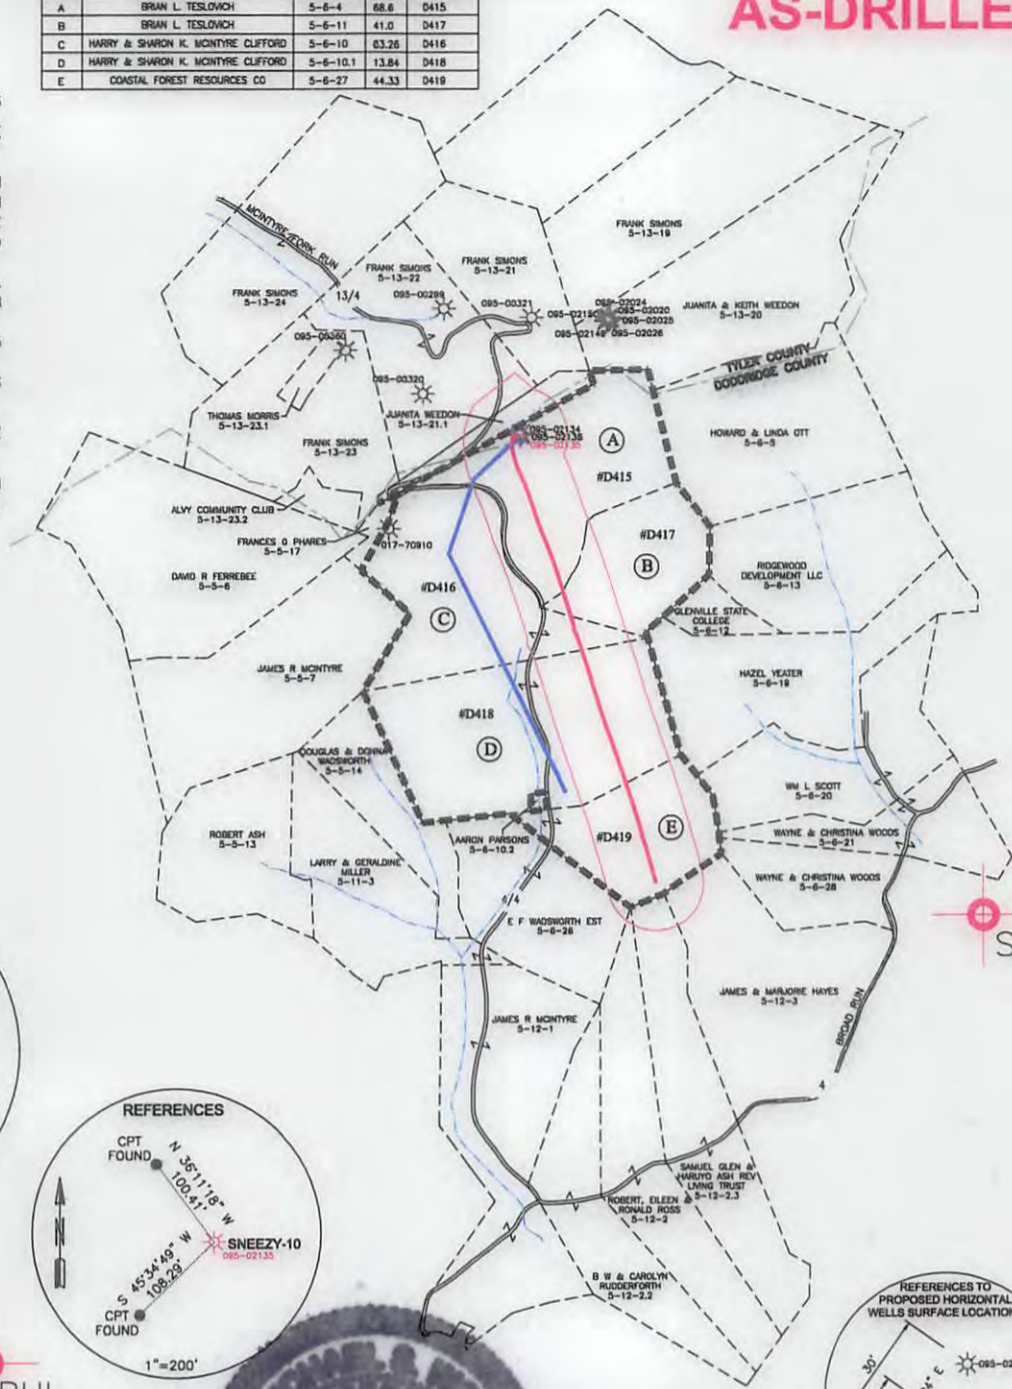 AS-DRILLE
A BRIAN L. TESLOVICH 5-6-4 68.6 D415
B BRIAN L TESLOVICH 5-6-11 41.0 D417
C HARRY & SHARON K. MCINTYRE CLIFFORD 5-6-10 63.26 D416
D HARRY & SHARON K. MCINTYRE CLIFFORD 5-6-10.1 13.84 D418
E COASTAL FOREST RESOURCES CO 5-6-27 44.33 D419
MCINTYRE FORK RUN
FRANK SIMONS
5-13-19
FRANK SIMONS
5-13-21
FRANK SIMONS
5-13-22
FRANK SIMONS
5-13-24
13/4
095-00299
095-00321
095-02024
095-02020
095-02025
095-02026
JUANITA & KEITH WEEDON
5-13-20
095-00320
TYLER COUNTY
DODDRIDGE COUNTY
THOMAS MORRIS
5-13-23.1
JUANITA WEEDON
5-13-21.1
095-02134
095-02135
A
HOWARD & LINDA OTT
5-6-5
FRANK SIMONS
5-13-23
#D415
ALVY COMMUNITY CLUB
5-13-23.2
FRANCES O PHARES
5-5-17
017-70910
#D417
B
DAVID R FERREBEE
5-5-6
RIDGEWOOD
DEVELOPMENT LLC
5-6-13
#D416
C
GLENVILLE STATE
COLLEGE
5-6-12
JAMES R MCINTYRE
5-5-7
HAZEL YEATER
5-6-19
#D418
D
DOUGLAS & DONNA
WADSWORTH
5-5-14
WM L SCOTT
5-6-20
ROBERT ASH
5-5-13
AARON PARSONS
5-6-10.2
#D419
E
WAYNE & CHRISTINA WOODS
5-6-21
LARRY & GERALDINE
MILLER
5-11-3
WAYNE & CHRISTINA WOODS
5-6-28
4
E F WADSWORTH EST
5-6-26
S
JAMES & MARJORIE HAYES
5-12-3
JAMES R MCINTYRE
5-12-1
BROAD RUN
4
REFERENCES
CPT
FOUND
N 36°11'18" W
100.41'
SNEEZY-10
095-02135
S 45°34'49" W
108.29'
CPT
FOUND
N
1"=200'
SAMUEL GLEN &
HARUYO ASH REV
LIVING TRUST
5-12-2.3
ROBERT, EILEEN &
RONALD ROSS
5-12-2
B W & CAROLYN
RUDDERFORTH
5-12-2.2
REFERENCES TO
PROPOSED HORIZONTAL
WELLS SURFACE LOCATION
30'